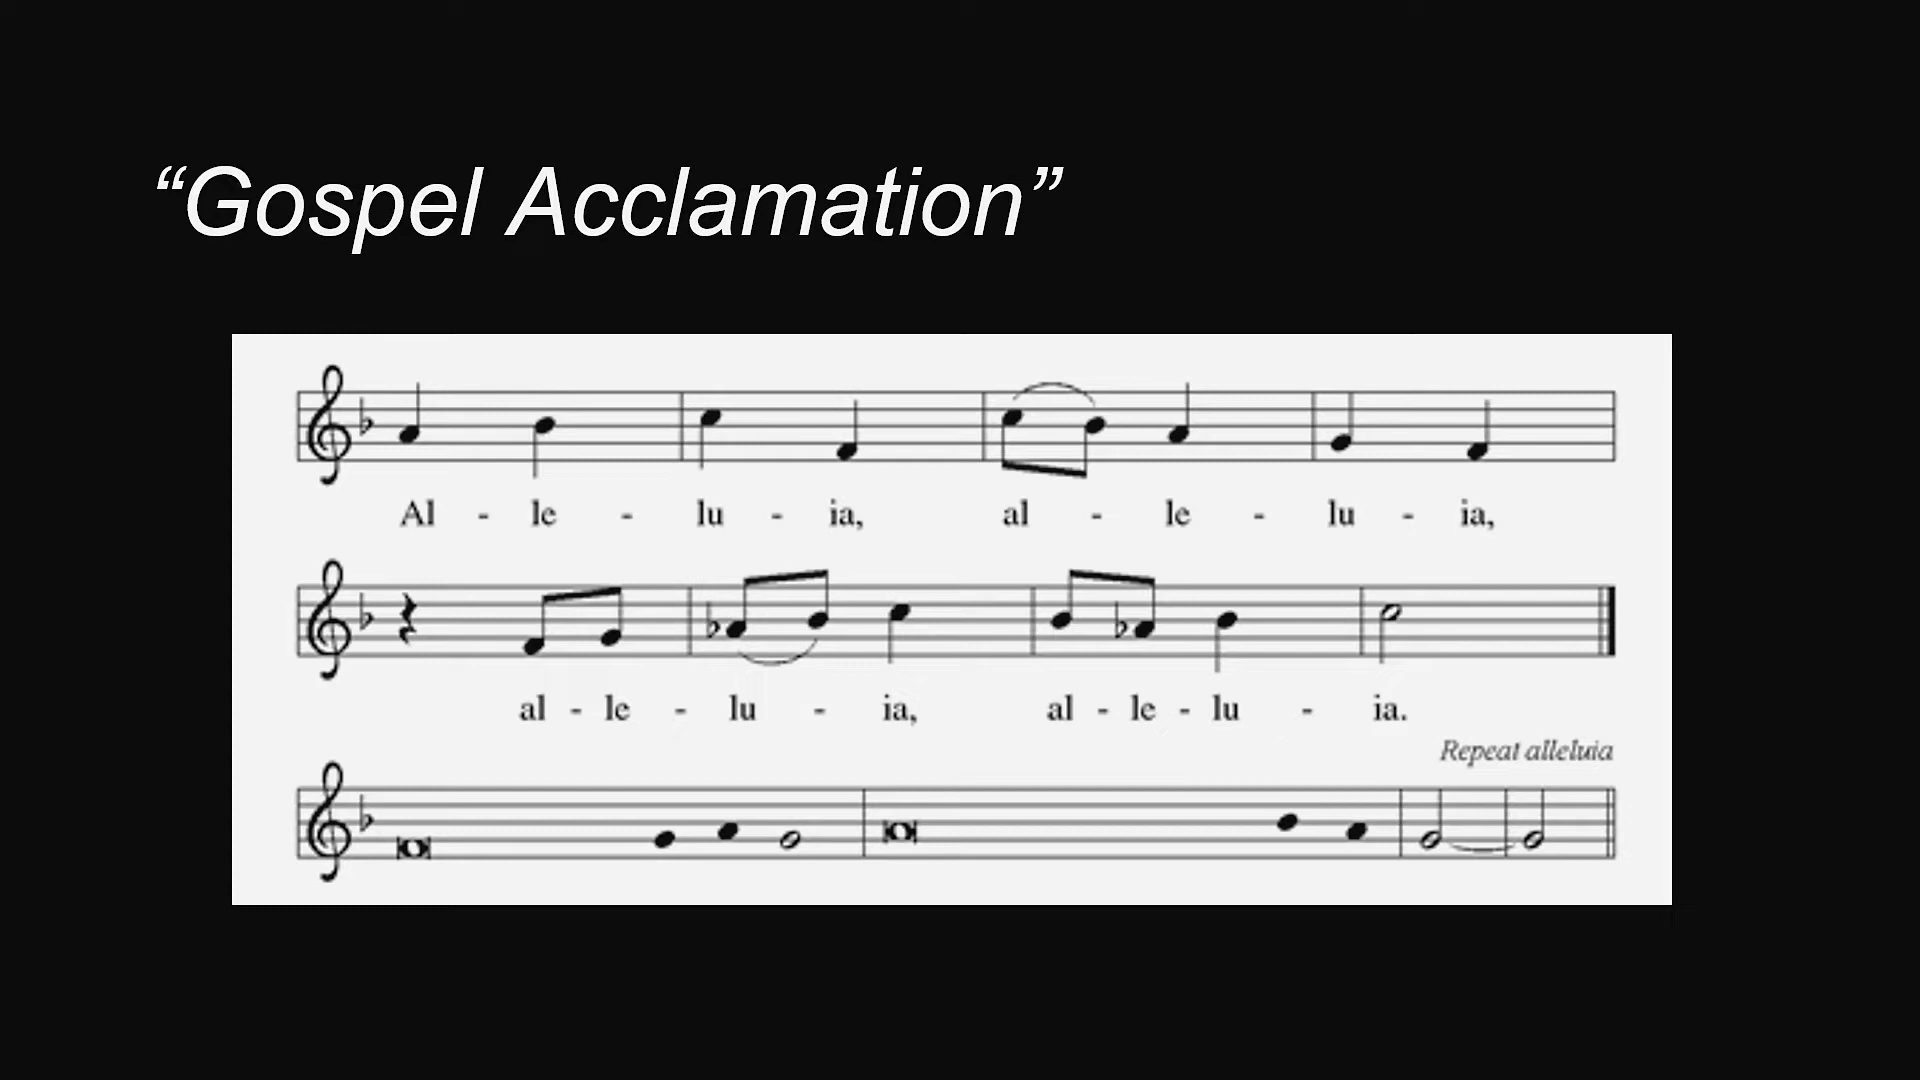 “Gospel Acclamation”
Al - le - lu - ia, al - le - lu - ia,
al - le - lu - ia, al - le - lu - ia.
Repeat alleluia